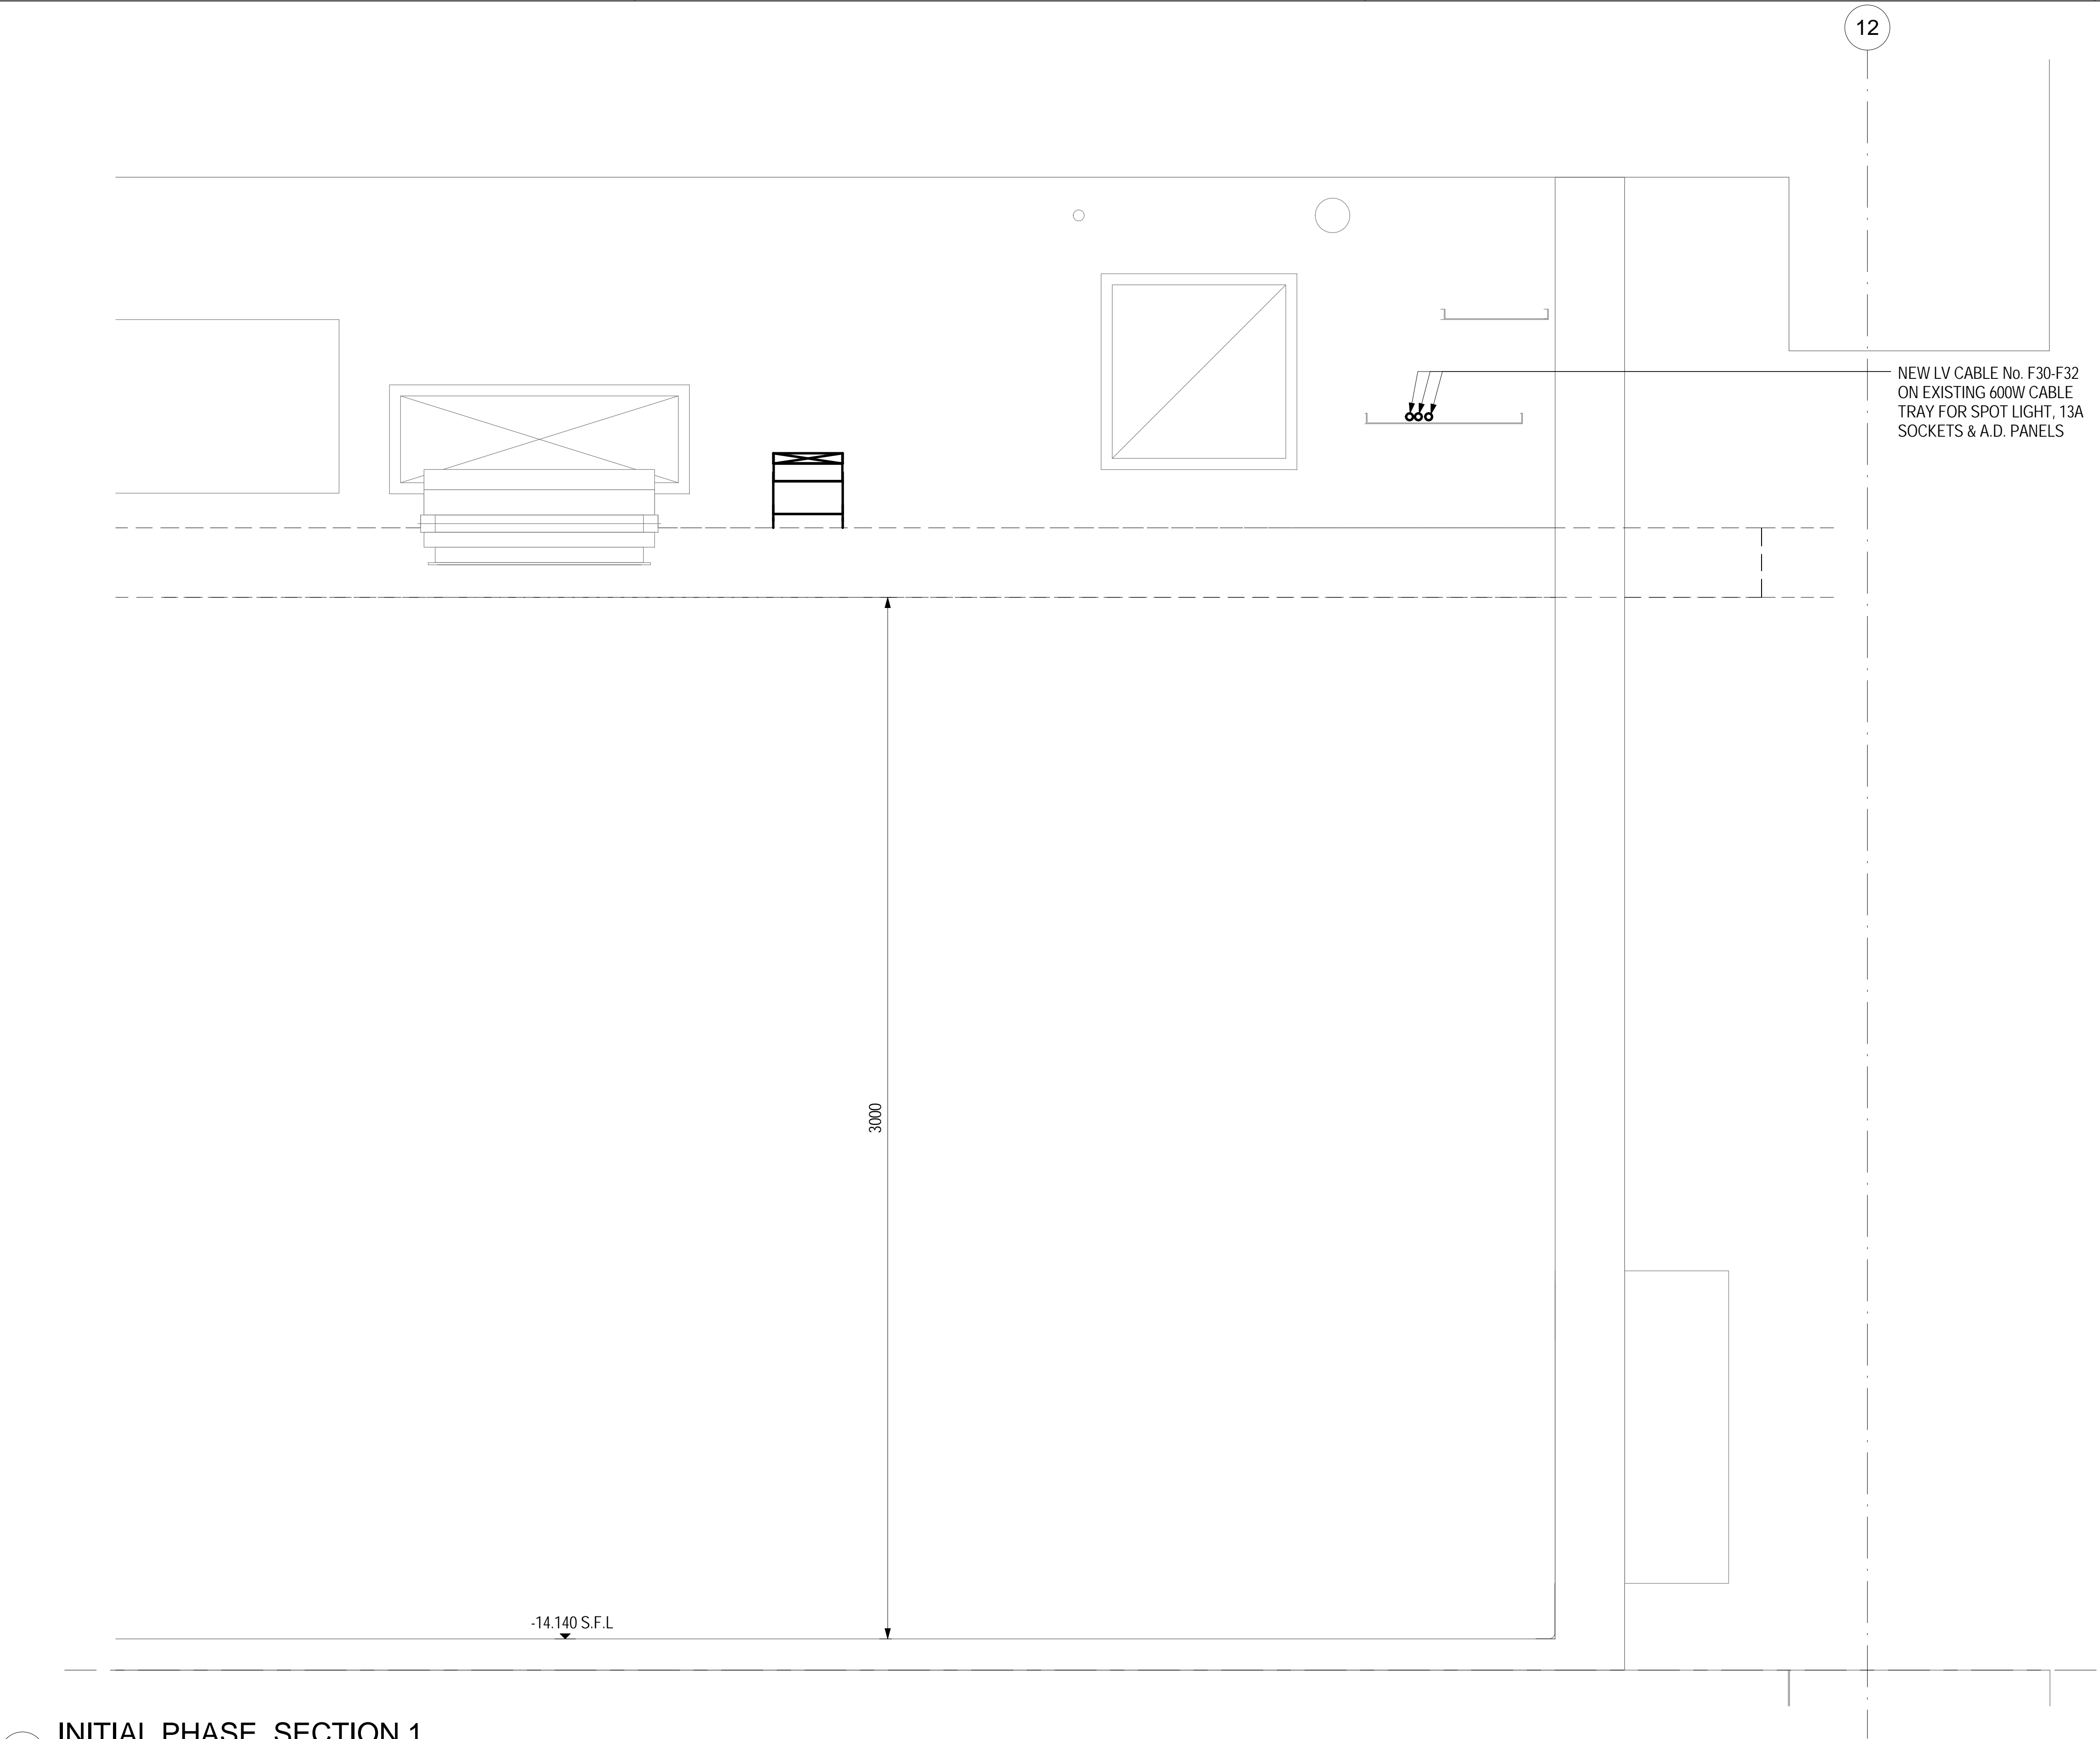 12
NEW LV CABLE No. F30-F32
ON EXISTING 600W CABLE
TRAY FOR SPOT LIGHT, 13A
SOCKETS & A.D. PANELS
3000
-14.140 S.F.L
INITIAL PHASE SECTION 1